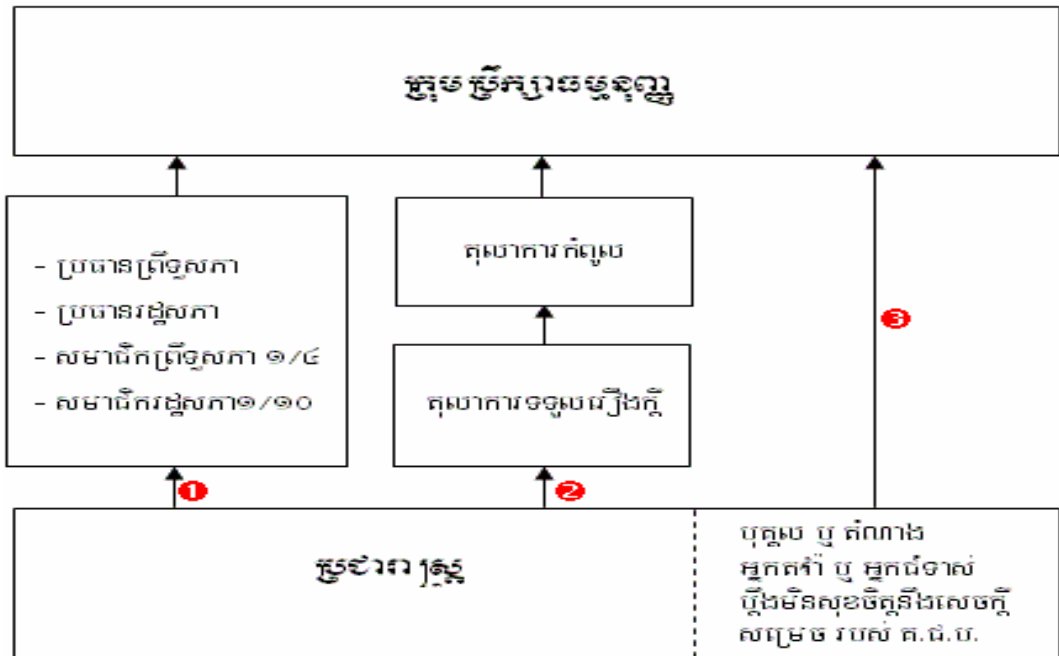 ក្រុមប្រឹក្សាធម្មនុញ្ញ
- ប្រធានព្រឹទ្ធសភា
- ប្រធានរដ្ឋសភា
- សមាជិកព្រឹទ្ធសភា ១/៤
- សមាជិករដ្ឋសភា១/១០
តុលាការកំពូល
តុលាការទទួលរឿងក្តី
❶
❷
❸
ប្រជារាស្ត្រ
បុគ្គល ឬ តំណាង
អ្នកតវ៉ា ឬ អ្នកជំទាស់
ប្តឹងមិនសុខចិត្តនឹងសេចក្តី
សម្រេច របស់ គ.ជ.ប.